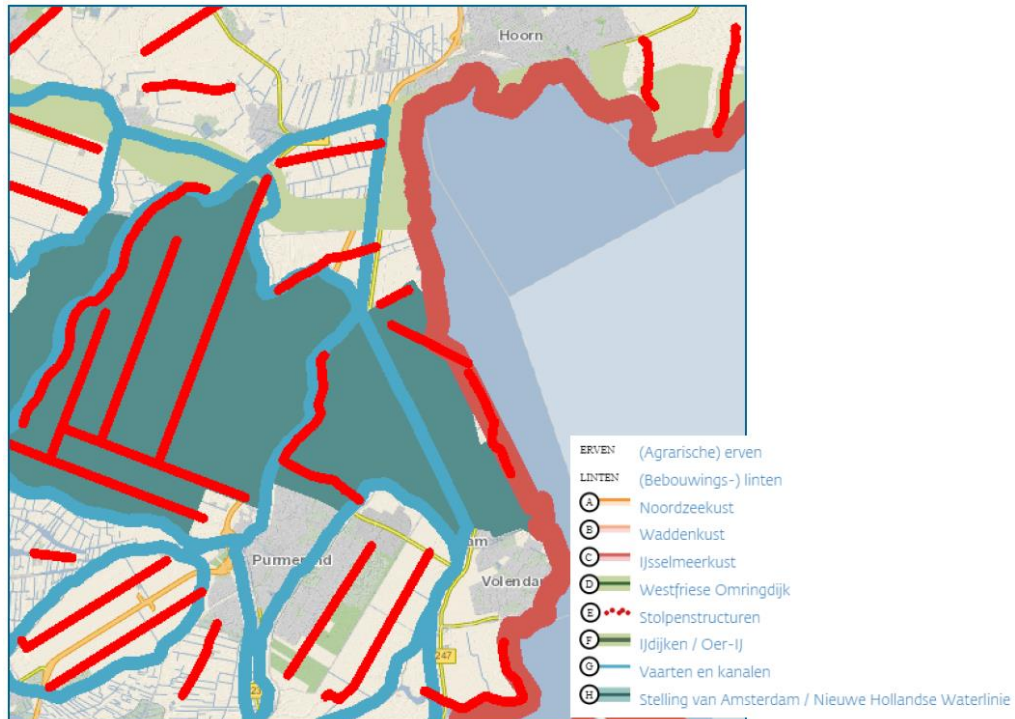 Hoorn
Purmerend
Volendam
247
ERVEN (Agrarische) erven
LINTEN (Bebouwings-) linten
A Noordzeekust
B Waddenkust
C IJsselmeerkust
D Westfriese Omringdijk
E Stolpenstructuren
F IJdijken / Oer-IJ
G Vaarten en kanalen
H Stelling van Amsterdam / Nieuwe Hollandse Waterlinie